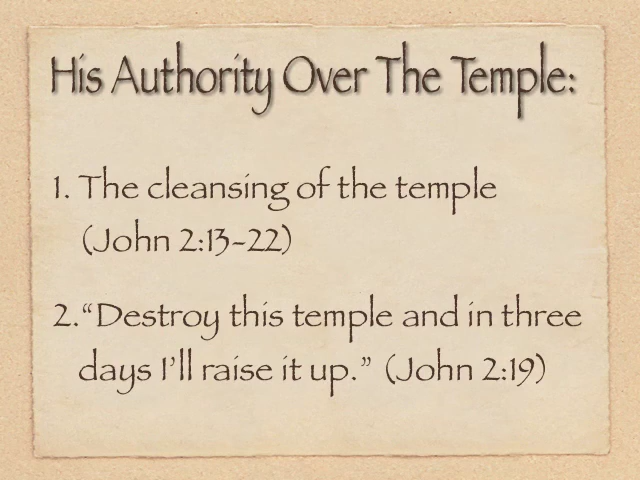 His Authority Over The Temple:
1. The cleansing of the temple
(John 2:13-22)
2.“Destroy this temple and in three
days I’ll raise it up.” (John 2:19)